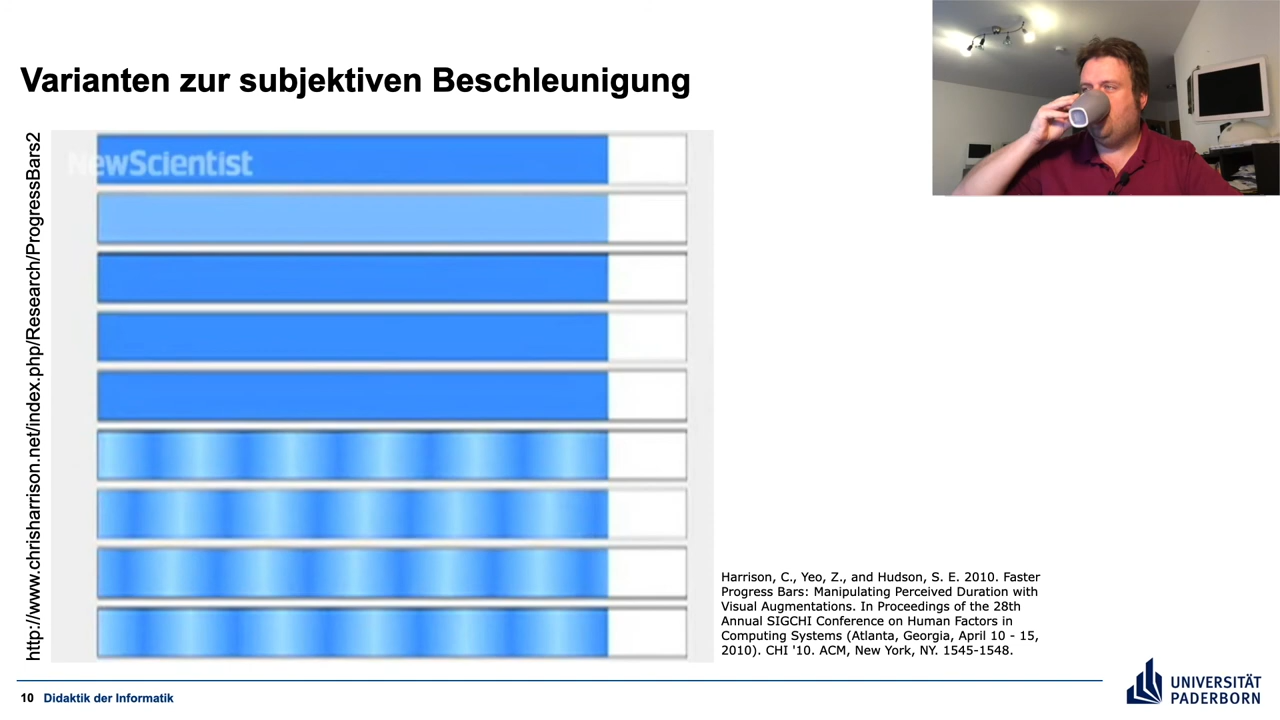 Varianten zur subjektiven Beschleunigung
http://www.chrisharrison.net/index.php/Research/ProgressBars2
NewScientist
Harrison, C., Yeo, Z., and Hudson, S. E. 2010. Faster
Progress Bars: Manipulating Perceived Duration with
Visual Augmentations. In Proceedings of the 28th
Annual SIGCHI Conference on Human Factors in
Computing Systems (Atlanta, Georgia, April 10 - 15,
2010). CHI '10. ACM, New York, NY. 1545-1548.
10 Didaktik der Informatik
UNIVERSITÄT
PADERBORN